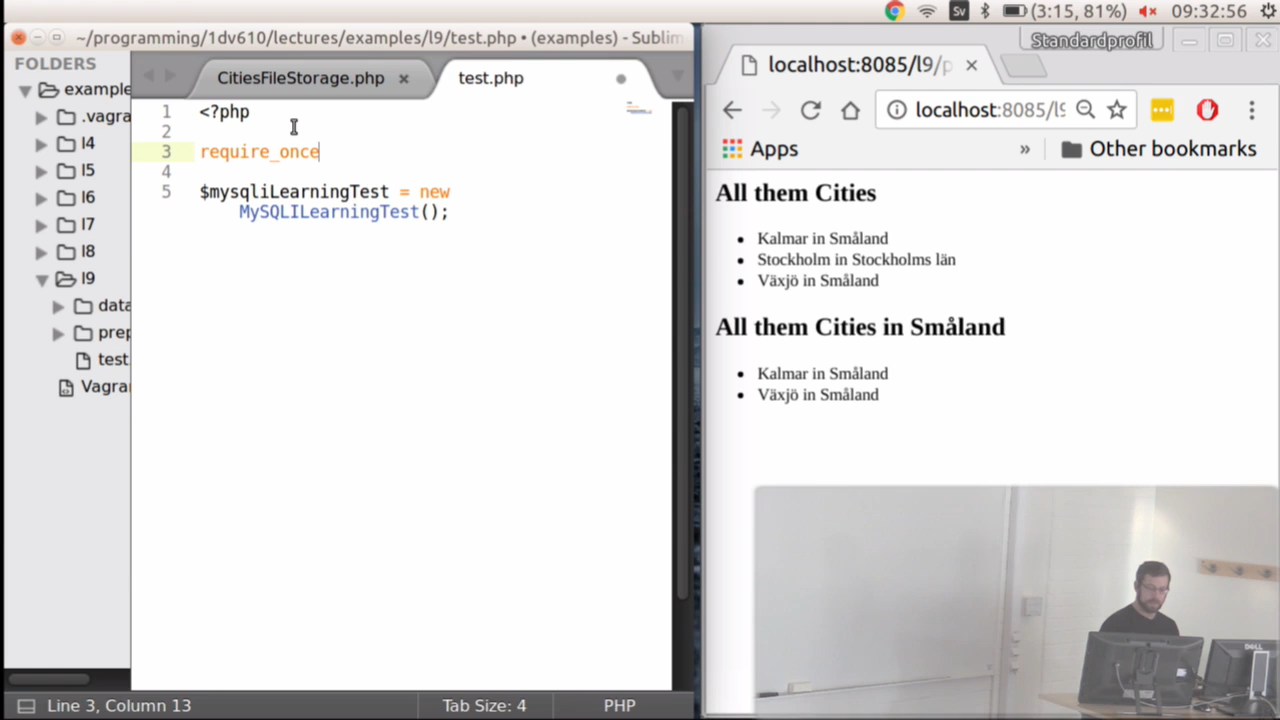 Sv
(3:15, 81%)
09:32:56
~/programming/1dv610/lectures/examples/l9/test.php • (examples) - Sublim
Standardprofil
FOLDERS
example
.vagra
l4
l5
l6
l7
l8
l9
data
prep
test
Vagra
CitiesFileStorage.php
test.php
1 <?php
2
3 require_once
4
5 $mysqliLearningTest = new
MySQLILearningTest();
Line 3, Column 13
Tab Size: 4
PHP
localhost:8085/l9/p
localhost:8085/l9
Apps
»
Other bookmarks
All them Cities
• Kalmar in Småland
• Stockholm in Stockholms län
• Växjö in Småland
All them Cities in Småland
• Kalmar in Småland
• Växjö in Småland
DELL